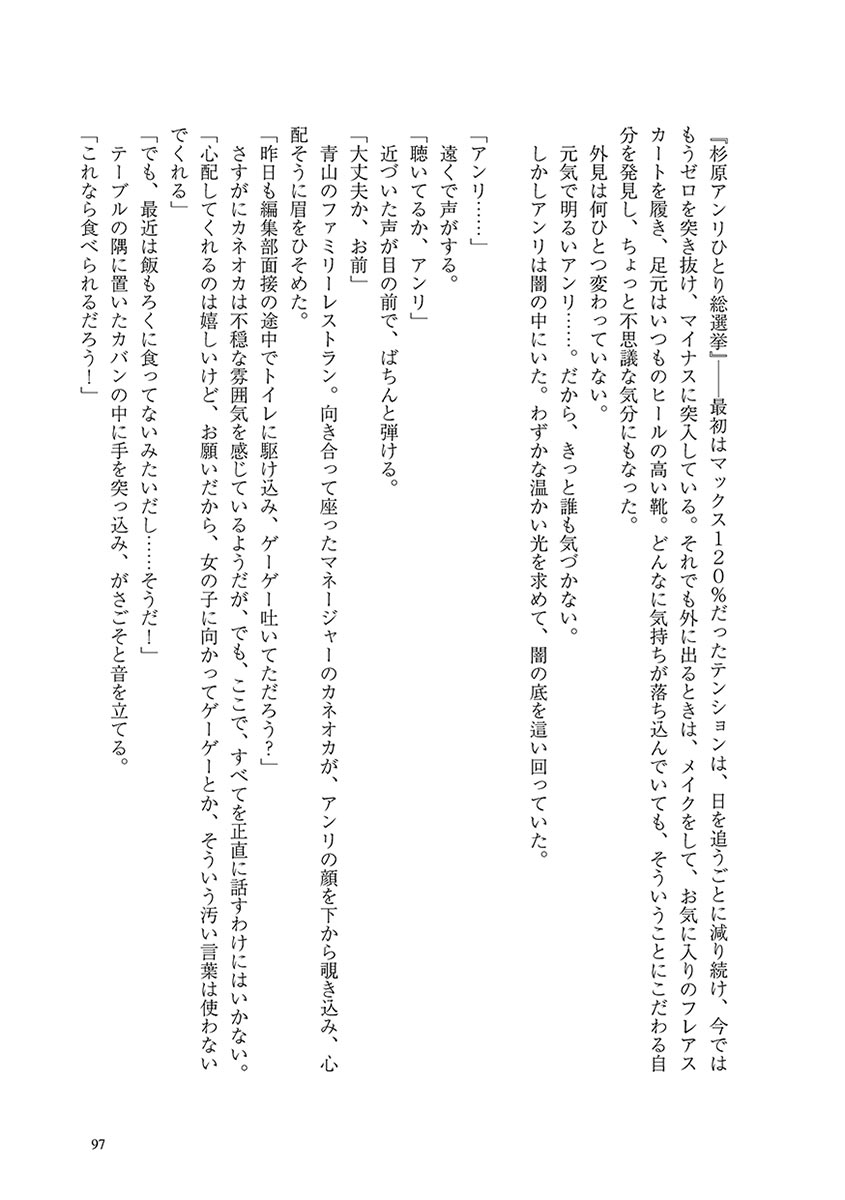 『杉原アンリひとり総選挙』――最初はマックス120％だったテンションは、日を追うごとに減り続け、今では
もうゼロを突き抜け、マイナスに突入している。それでも外に出るときは、メイクをして、お気に入りのフレアス
カートを履き、足元はいつものヒールの高い靴。どんなに気持ちが落ち込んでいても、そういうことにこだわる自
分を発見し、ちょっと不思議な気分にもなった。
外見は何ひとつ変わっていない。
元気で明るいアンリ……。だから、きっと誰も気づかない。
しかしアンリは闇の中にいた。わずかな温かい光を求めて、闇の底を這い回っていた。
「アンリ……」
遠くで声がする。
「聴いてるか、アンリ」
近づいた声が目の前で、ばちんと弾ける。
「大丈夫か、お前」
青山のファミリーレストラン。向き合って座ったマネージャーのカネオカが、アンリの顔を下から覗き込み、心
配そうに眉をひそめた。
「昨日も編集部面接の途中でトイレに駆け込み、ゲーゲー吐いてただろう？」
さすがにカネオカは不穏な雰囲気を感じているようだが、でも、ここで、すべてを正直に話すわけにはいかない。
「心配してくれるのは嬉しいけど、お願いだから、女の子に向かってゲーゲーとか、そういう汚い言葉は使わない
でくれる」
「でも、最近は飯もろくに食ってないみたいだし……そうだ！」
テーブルの隅に置いたカバンの中に手を突っ込み、がさごそと音を立てる。
「これなら食べられるだろう！」
97